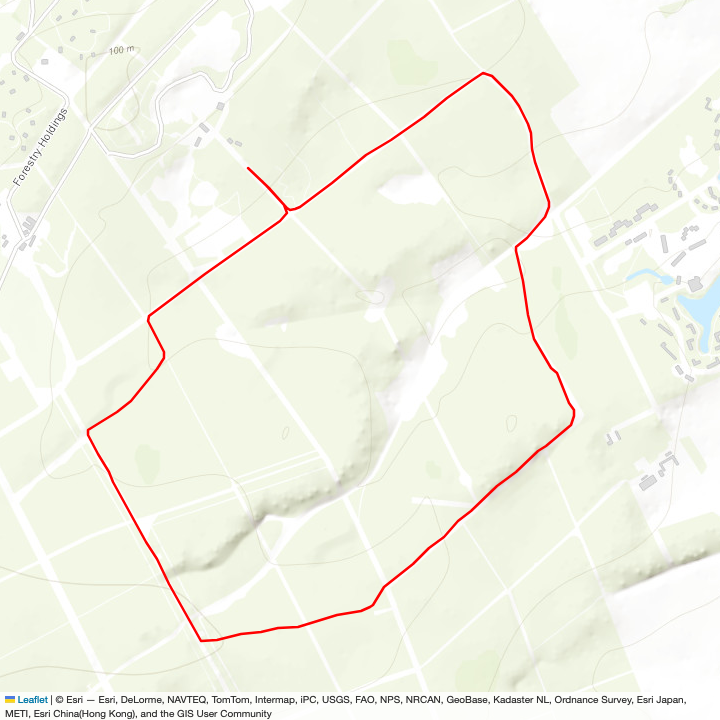 100 m
Forestry Holdings
Leaflet | © Esri — Esri, DeLorme, NAVTEQ, TomTom, Intermap, iPC, USGS, FAO, NPS, NRCAN, GeoBase, Kadaster NL, Ordnance Survey, Esri Japan,
METI, Esri China(Hong Kong), and the GIS User Community